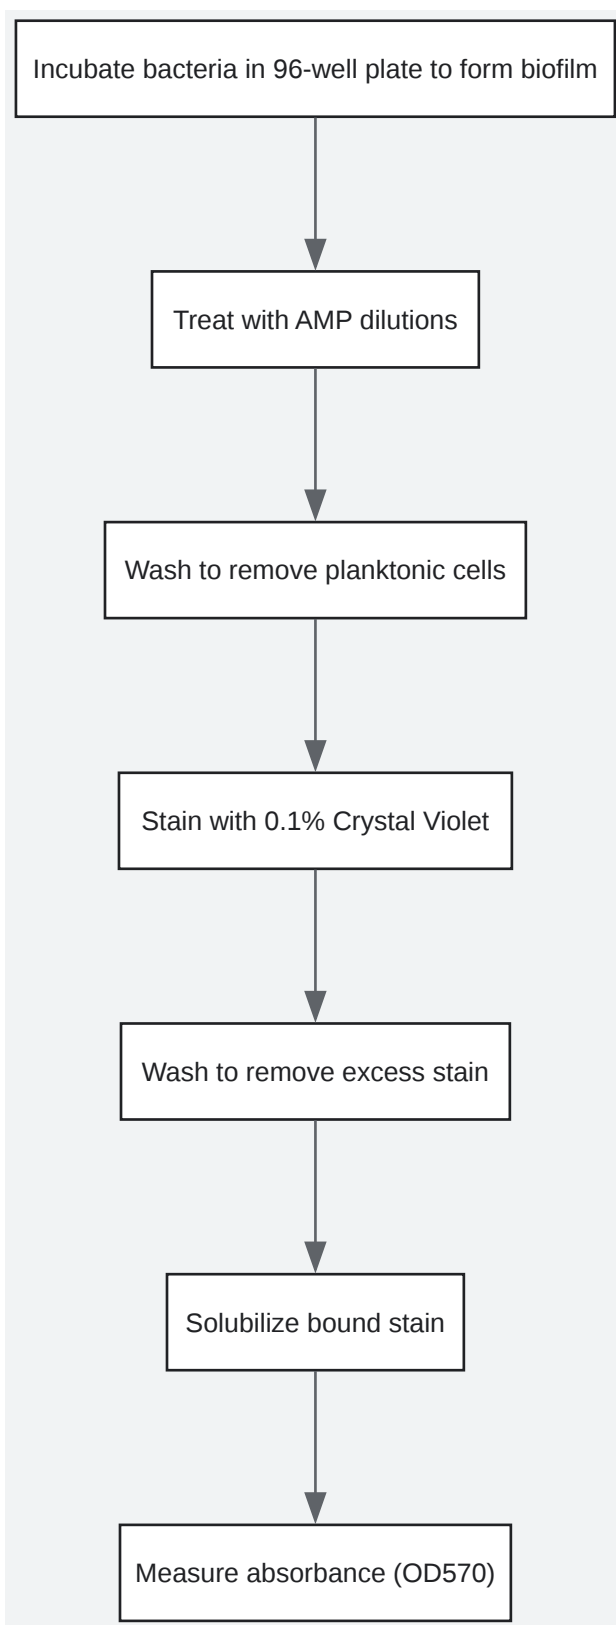 Incubate bacteria in 96-well plate to form biofilm
Treat with AMP dilutions
Wash to remove planktonic cells
Stain with 0.1% Crystal Violet
Wash to remove excess stain
Solubilize bound stain
Measure absorbance (OD570)